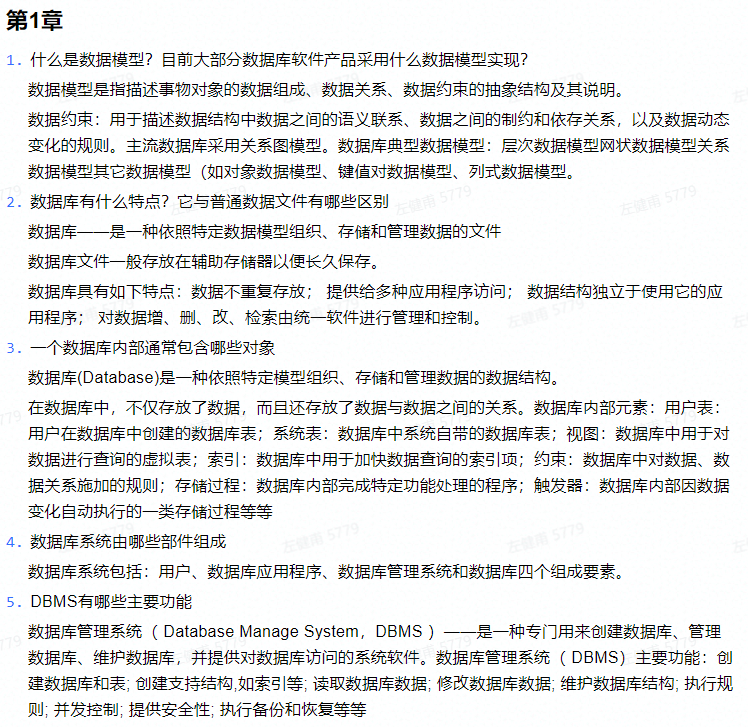 第1章
1. 什么是数据模型？目前大部分数据库软件产品采用什么数据模型实现？
数据模型是指描述事物对象的数据组成、数据关系、数据约束的抽象结构及其说明。
数据约束：用于描述数据结构中数据之间的语义联系、数据之间的制约和依存关系，以及数据动态
变化的规则。主流数据库采用关系图模型。数据库典型数据模型：层次数据模型网状数据模型关系
数据模型其它数据模型（如对象数据模型、键值对数据模型、列式数据模型。
2. 数据库有什么特点？它与普通数据文件有哪些区别
数据库——是一种依照特定数据模型组织、存储和管理数据的文件
数据库文件一般存放在辅助存储器以便长久保存。
数据库具有如下特点：数据不重复存放； 提供给多种应用程序访问； 数据结构独立于使用它的应
用程序； 对数据增、删、改、检索由统一软件进行管理和控制。
3. 一个数据库内部通常包含哪些对象
数据库(Database)是一种依照特定模型组织、存储和管理数据的数据结构。
在数据库中，不仅存放了数据，而且还存放了数据与数据之间的关系。数据库内部元素：用户表：
用户在数据库中创建的数据库表；系统表：数据库中系统自带的数据库表；视图：数据库中用于对
数据进行查询的虚拟表；索引：数据库中用于加快数据查询的索引项；约束：数据库中对数据、数
据关系施加的规则；存储过程：数据库内部完成特定功能处理的程序；触发器：数据库内部因数据
变化自动执行的一类存储过程等等
4. 数据库系统由哪些部件组成
数据库系统包括：用户、数据库应用程序、数据库管理系统和数据库四个组成要素。
5. DBMS有哪些主要功能
数据库管理系统（ Database Manage System，DBMS ）——是一种专门用来创建数据库、管理
数据库、维护数据库，并提供对数据库访问的系统软件。数据库管理系统（ DBMS）主要功能：创
建数据库和表; 创建支持结构,如索引等; 读取数据库数据; 修改数据库数据; 维护数据库结构; 执行规
则; 并发控制; 提供安全性; 执行备份和恢复等等